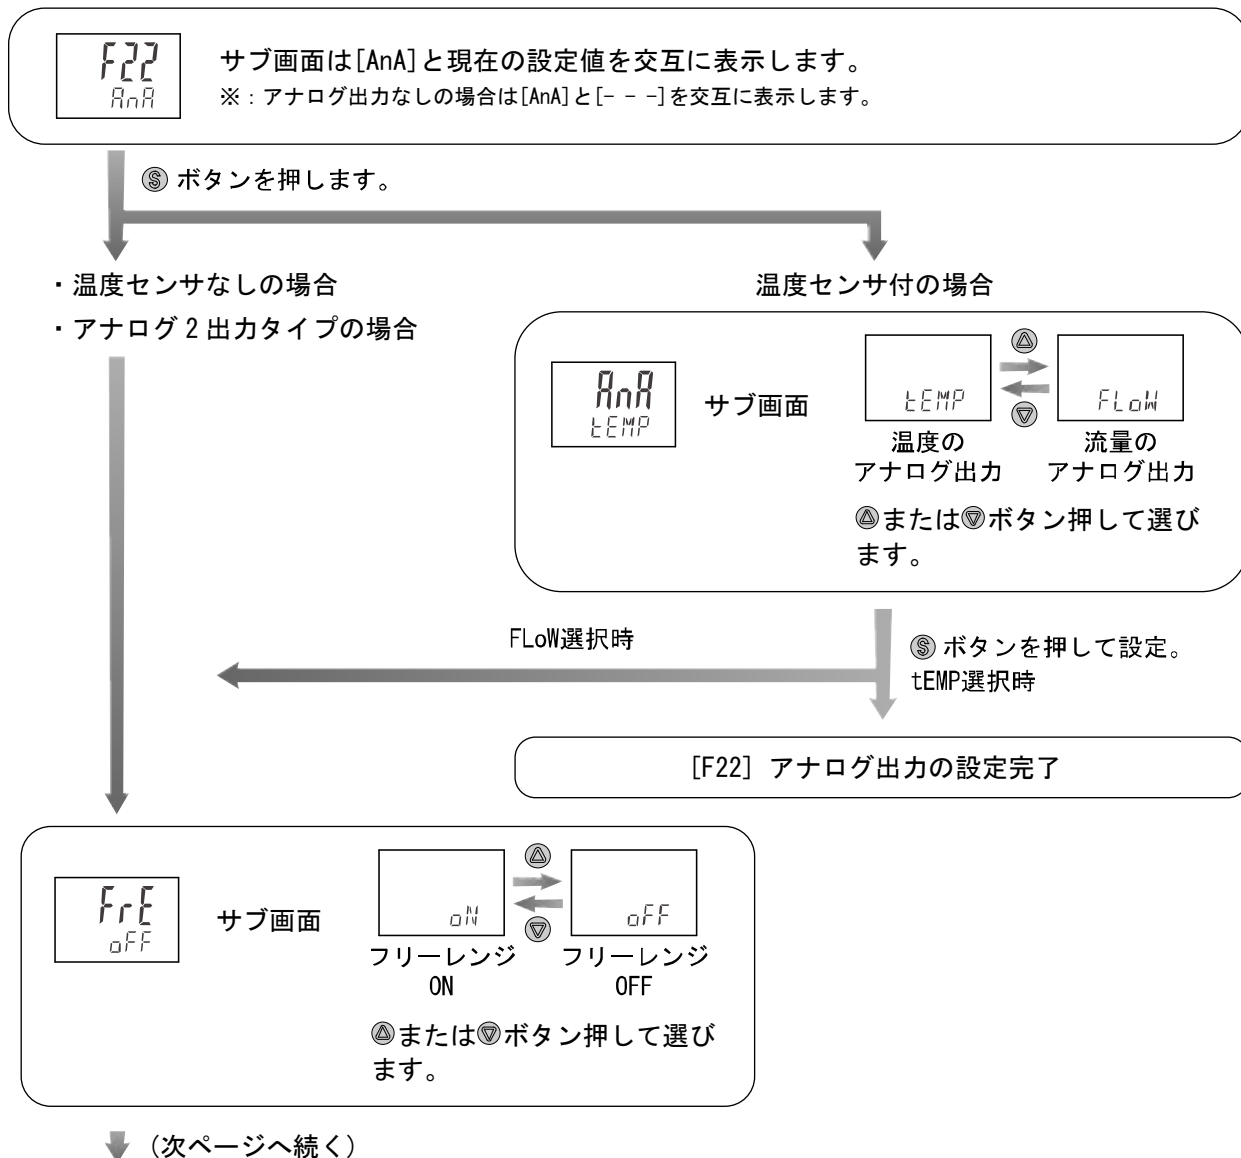 F22
AnA
サブ画面は[AnA]と現在の設定値を交互に表示します。
※：アナログ出力なしの場合は[AnA]と[- - -]を交互に表示します。
Ⓢ ボタンを押します。
・温度センサなしの場合
・アナログ２出力タイプの場合
温度センサ付の場合
AnA
tEMP
サブ画面
tEMP
FLoW
温度の
アナログ出力
流量の
アナログ出力
または ボタン押して選び
ます。
FLoW選択時
Ⓢ ボタンを押して設定。
tEMP選択時
[F22] アナログ出力の設定完了
FrE
oFF
サブ画面
oN
oFF
フリーレンジ
ON
フリーレンジ
OFF
または ボタン押して選び
ます。
(次ページへ続く)